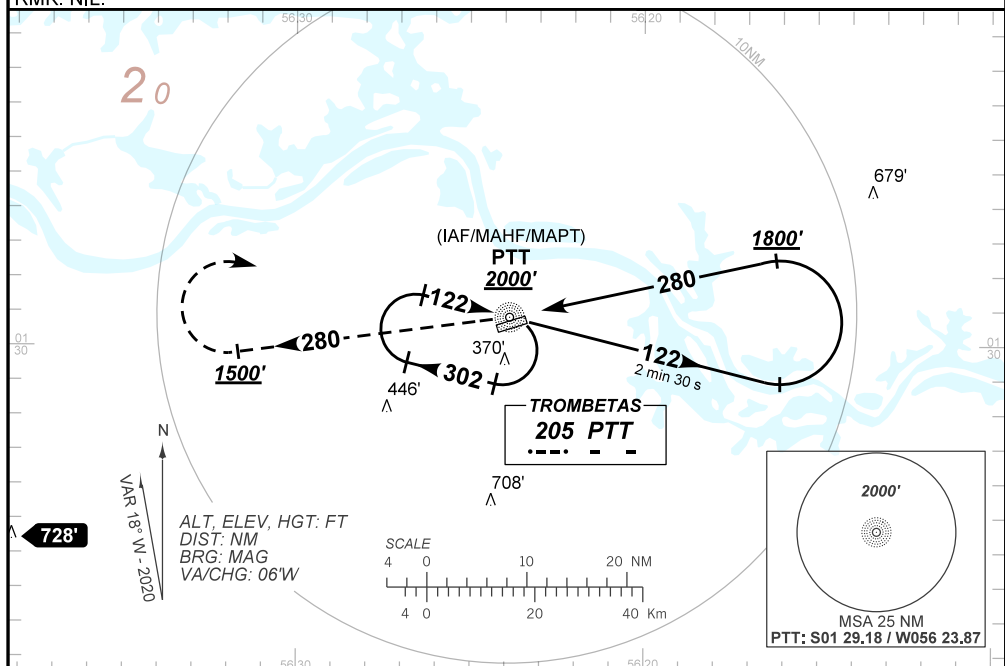 RMK: NIL.
56 30
56 20
10NM
20
679'
(IAF/MAHF/MAPT)
PTT
2000'
1800'
280
122
280
01
30
01
30
370'
122
2 min 30 s
1500'
302
446'
TROMBETAS
205 PTT
N
708'
2000'
VAR 18° W - 2020
728'
ALT, ELEV, HGT: FT
DIST: NM
BRG: MAG
VA/CHG: 06'W
SCALE
4 0 10 20 NM
4 0 20 40 Km
MSA 25 NM
PTT: S01 29.18 / W056 23.87
56 30
56 20